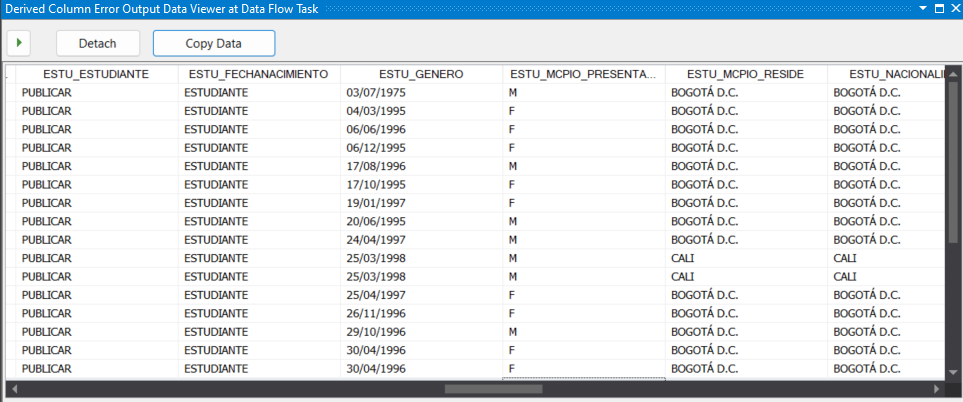 Derived Column Error Output Data Viewer at Data Flow Task
Detach Copy Data
ESTU_ESTUDIANTE ESTU_FECHANACIMIENTO ESTU_GENERO ESTU_MCPIO_PRESENTA... ESTU_MCPIO_RESIDE ESTU_NACIONALI
PUBLICAR ESTUDIANTE 03/07/1975 M BOGOTÁ D.C. BOGOTÁ D.C.
PUBLICAR ESTUDIANTE 04/03/1995 F BOGOTÁ D.C. BOGOTÁ D.C.
PUBLICAR ESTUDIANTE 06/06/1996 F BOGOTÁ D.C. BOGOTÁ D.C.
PUBLICAR ESTUDIANTE 06/12/1995 F BOGOTÁ D.C. BOGOTÁ D.C.
PUBLICAR ESTUDIANTE 17/08/1996 M BOGOTÁ D.C. BOGOTÁ D.C.
PUBLICAR ESTUDIANTE 17/10/1995 F BOGOTÁ D.C. BOGOTÁ D.C.
PUBLICAR ESTUDIANTE 19/01/1997 F BOGOTÁ D.C. BOGOTÁ D.C.
PUBLICAR ESTUDIANTE 20/06/1995 M BOGOTÁ D.C. BOGOTÁ D.C.
PUBLICAR ESTUDIANTE 24/04/1997 M BOGOTÁ D.C. BOGOTÁ D.C.
PUBLICAR ESTUDIANTE 25/03/1998 M CALI CALI
PUBLICAR ESTUDIANTE 25/03/1998 M CALI CALI
PUBLICAR ESTUDIANTE 25/04/1997 F BOGOTÁ D.C. BOGOTÁ D.C.
PUBLICAR ESTUDIANTE 26/11/1996 F BOGOTÁ D.C. BOGOTÁ D.C.
PUBLICAR ESTUDIANTE 29/10/1996 M BOGOTÁ D.C. BOGOTÁ D.C.
PUBLICAR ESTUDIANTE 30/04/1996 F BOGOTÁ D.C. BOGOTÁ D.C.
PUBLICAR ESTUDIANTE 30/04/1996 F BOGOTÁ D.C. BOGOTÁ D.C.